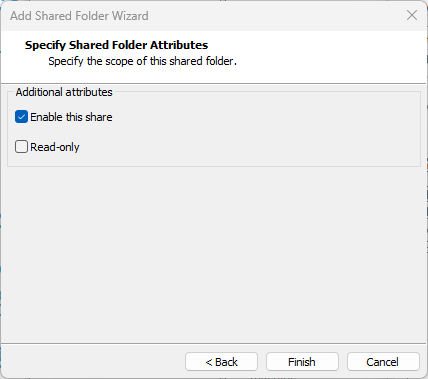 Add Shared Folder Wizard
Specify Shared Folder Attributes
Specify the scope of this shared folder.
Additional attributes
Enable this share
Read-only
< Back
Finish
Cancel